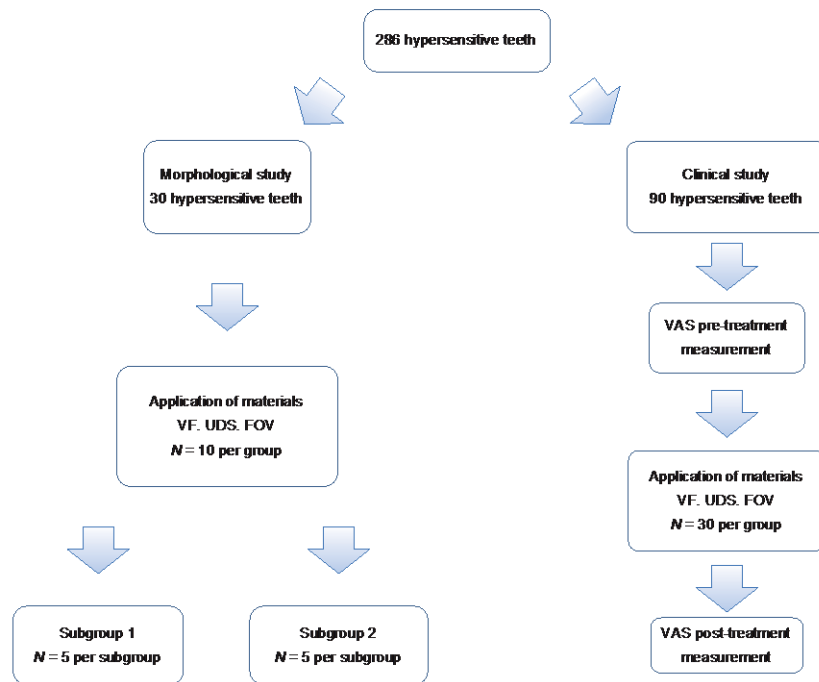 286 hypersensitive teeth
Morphological study
30 hypersensitive teeth
Clinical study
90 hypersensitive teeth
VAS pre-treatment
measurement
Application of materials
VF. UDS. FOV
N = 10 per group
Application of materials
VF. UDS. FOV
N = 30 per group
Subgroup 1
N = 5 per subgroup
Subgroup 2
N = 5 per subgroup
VAS post-treatment
measurement